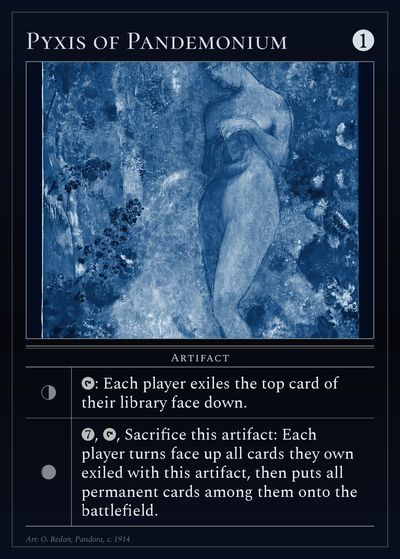 Pyxis of Pandemonium 1
Artifact
: Each player exiles the top card of
their library face down.
7, , Sacrifice this artifact: Each
player turns face up all cards they own
exiled with this artifact, then puts all
permanent cards among them onto the
battlefield.
Art: O. Redon, Pandora, c. 1914